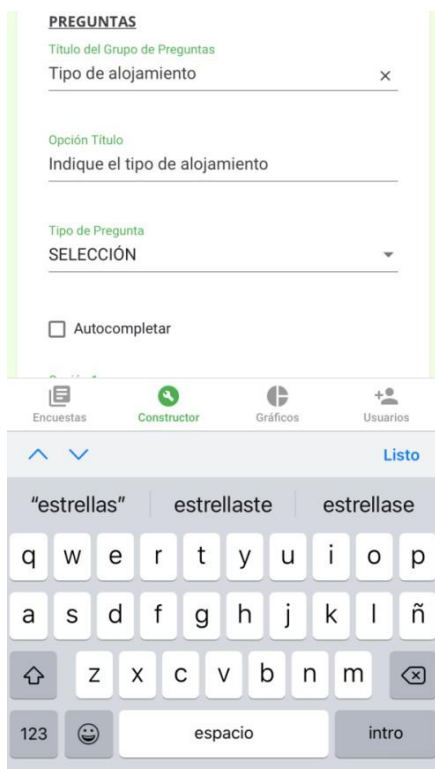 PREGUNTAS
Título del Grupo de Preguntas
Tipo de alojamiento ×
Opción Título
Indique el tipo de alojamiento
Tipo de Pregunta
SELECCIÓN
Autocompletar
Encuestas Constructor Gráficos Usuarios
Listo
“estrellas” estrellaste estrellase
q w e r t y u i o p
a s d f g h j k l ñ
z x c v b n m
123 espacio intro